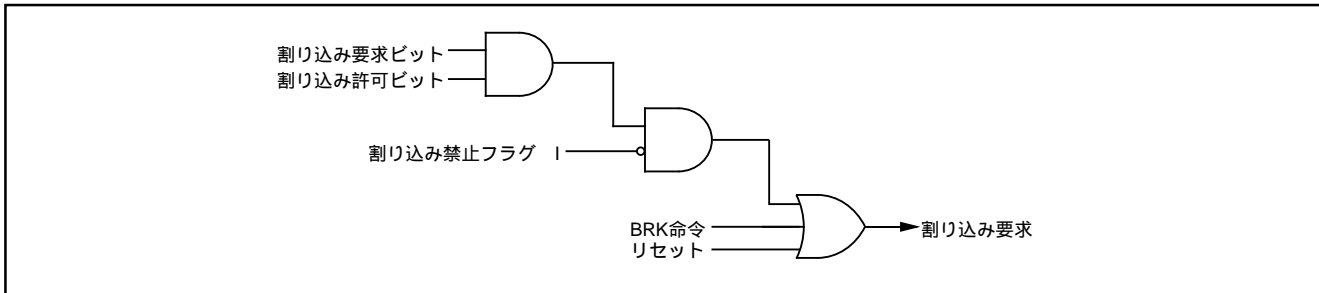 割り込み要求ビット
割り込み許可ビット
割り込み禁止フラグ I
BRK命令
リセット
割り込み要求